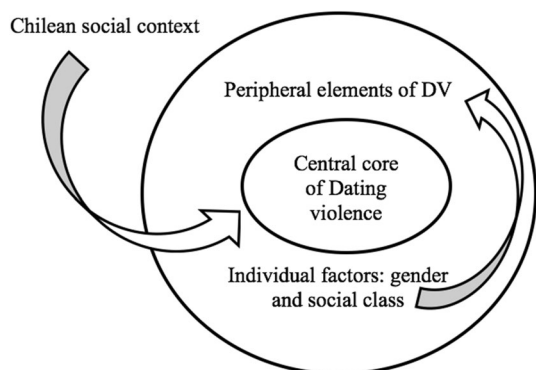 Chilean social context
Peripheral elements of DV
Central core
of Dating
violence
Individual factors: gender
and social class